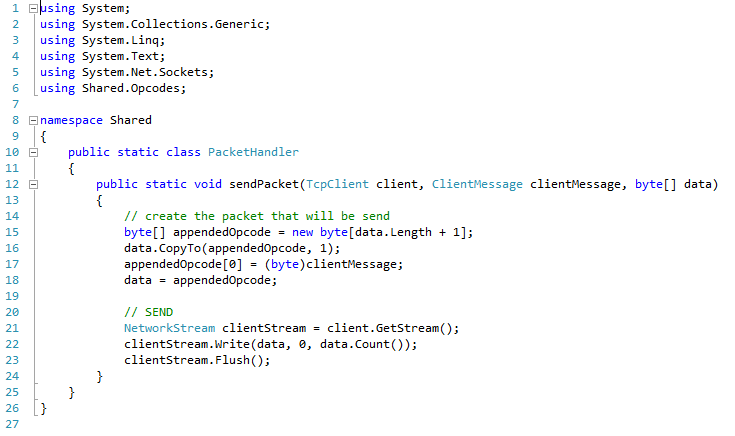 1 using System;
2 using System.Collections.Generic;
3 using System.Linq;
4 using System.Text;
5 using System.Net.Sockets;
6 using Shared.Opcodes;
7
8 namespace Shared
9 {
10     public static class PacketHandler
11     {
12         public static void sendPacket(TcpClient client, ClientMessage clientMessage, byte[] data)
13         {
14             // create the packet that will be send
15             byte[] appendedOpcode = new byte[data.Length + 1];
16             data.CopyTo(appendedOpcode, 1);
17             appendedOpcode[0] = (byte)clientMessage;
18             data = appendedOpcode;
19
20             // SEND
21             NetworkStream clientStream = client.GetStream();
22             clientStream.Write(data, 0, data.Count());
23             clientStream.Flush();
24         }
25     }
26 }
27